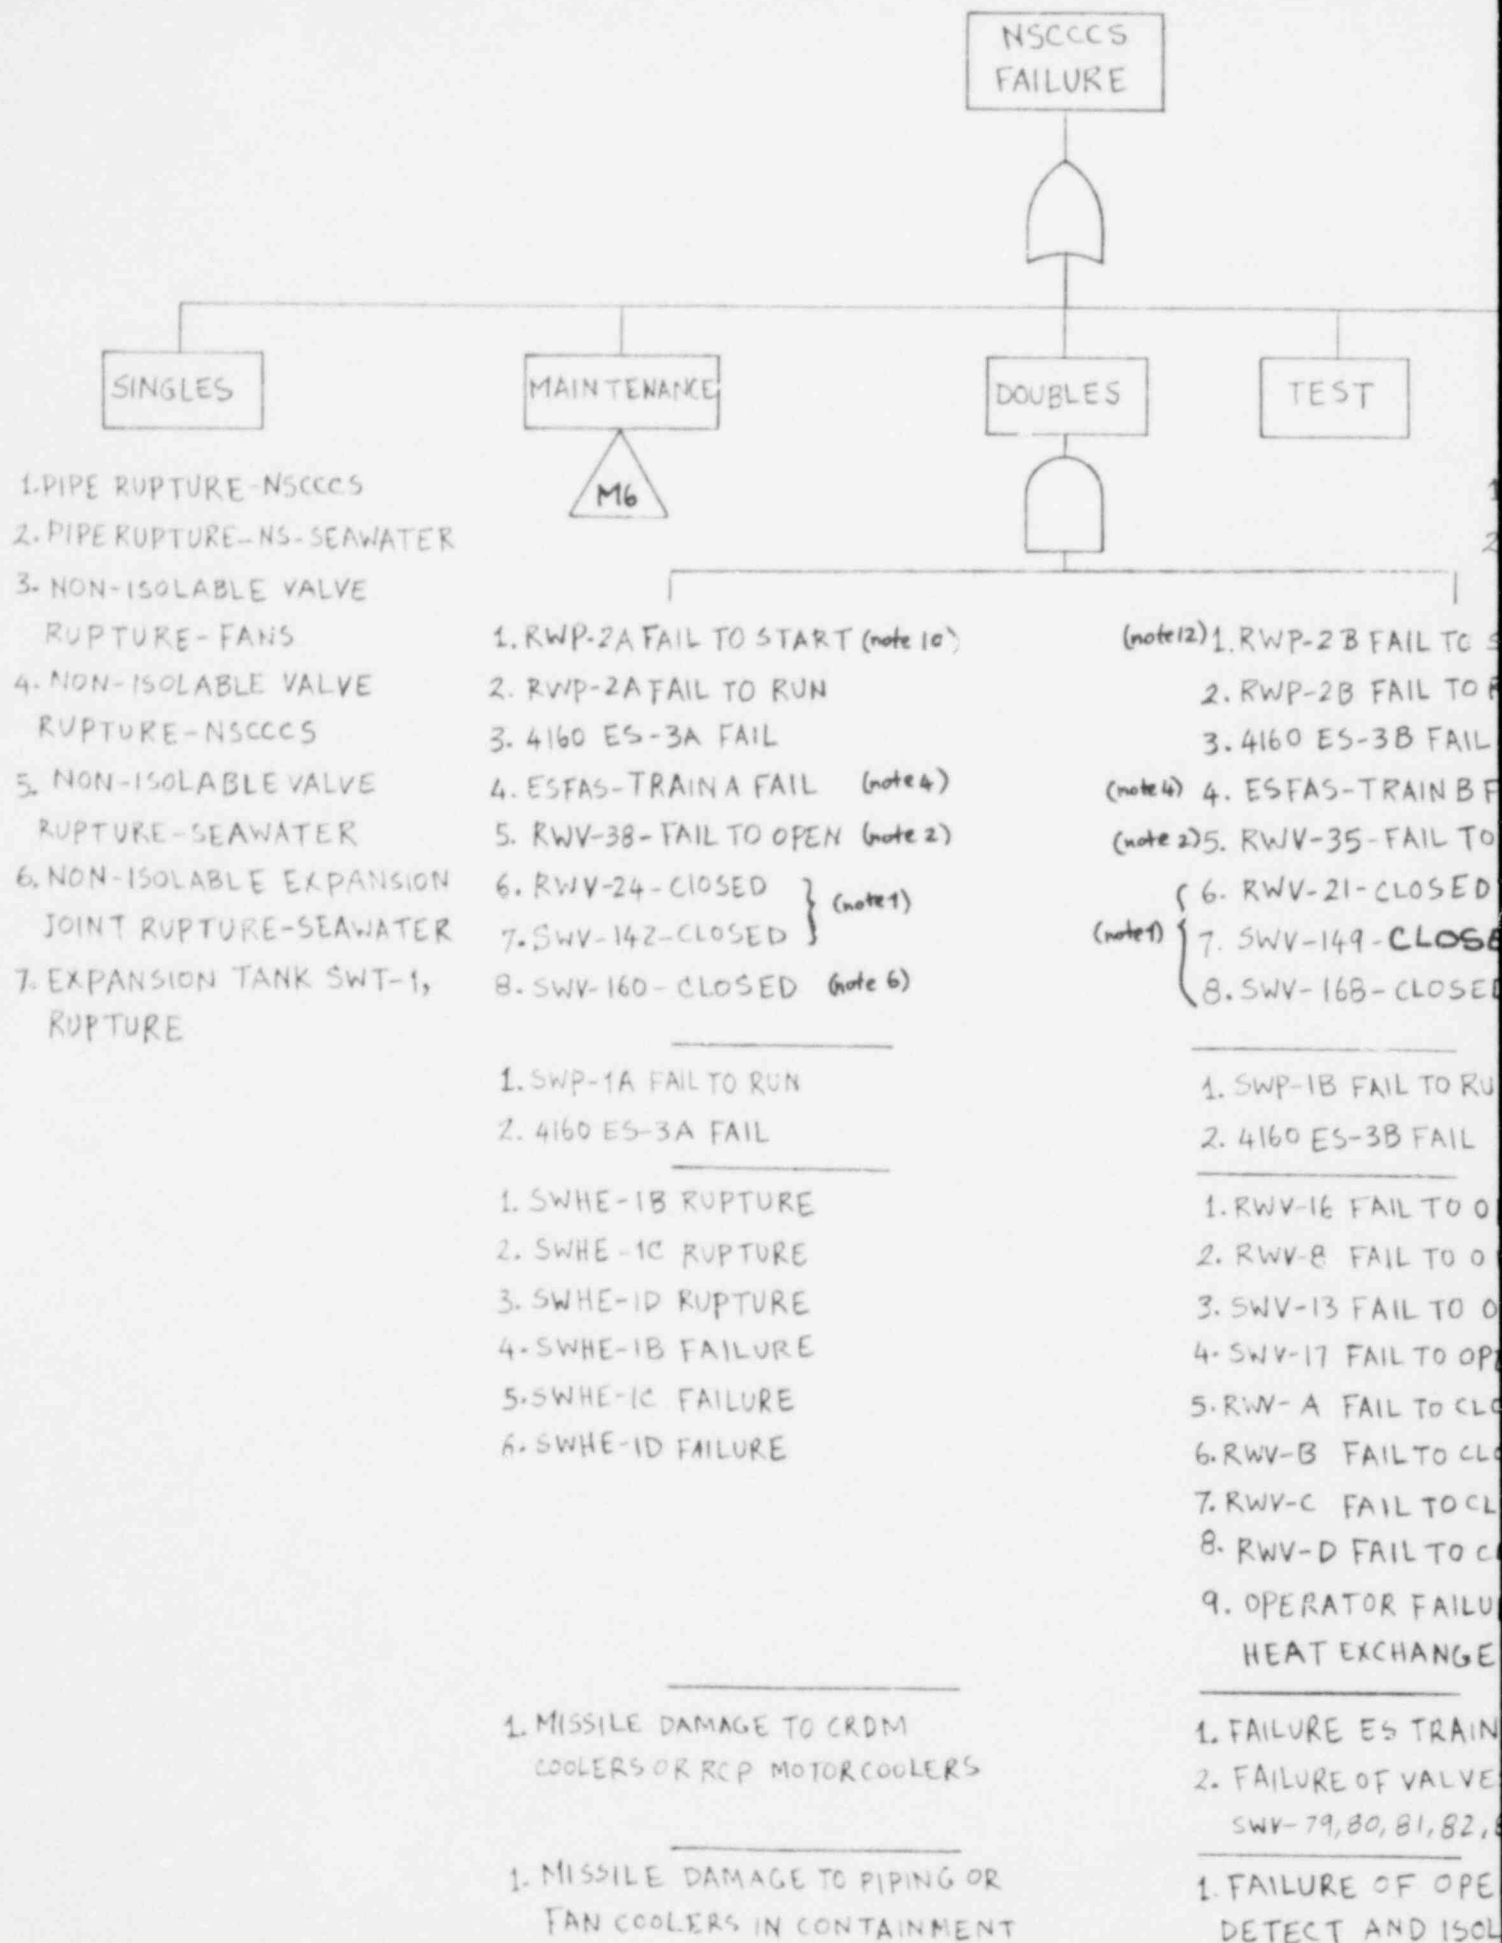 NSCCCS
FAILURE
SINGLES
MAINTENANCE
DOUBLES
TEST
M6
1. PIPE RUPTURE-NSCCCS
2. PIPE RUPTURE-NS-SEAWATER
3. NON-ISOLABLE VALVE
RUPTURE-FANS
4. NON-ISOLABLE VALVE
RUPTURE-NSCCCS
5. NON-ISOLABLE VALVE
RUPTURE-SEAWATER
6. NON-ISOLABLE EXPANSION
JOINT RUPTURE-SEAWATER
7. EXPANSION TANK SWT-1,
RUPTURE
1. RWP-2A FAIL TO START (note 10)
2. RWP-2A FAIL TO RUN
3. 4160 ES-3A FAIL
4. ESFAS-TRAIN A FAIL (note 4)
5. RWV-38-FAIL TO OPEN (note 2)
6. RWV-24-CLOSED
7. SWV-142-CLOSED
(note 1)
8. SWV-160-CLOSED (note 6)
1. SWP-1A FAIL TO RUN
2. 4160 ES-3A FAIL
1. SWHE-1B RUPTURE
2. SWHE-1C RUPTURE
3. SWHE-1D RUPTURE
4. SWHE-1B FAILURE
5. SWHE-1C FAILURE
6. SWHE-1D FAILURE
1. MISSILE DAMAGE TO CRDM
COOLERS OR RCP MOTOR COOLERS
1. MISSILE DAMAGE TO PIPING OR
FAN COOLERS IN CONTAINMENT
(note 12) 1. RWP-2B FAIL TO
2. RWP-2B FAIL TO
3. 4160 ES-3B FAIL
(note 4) 4. ESFAS-TRAIN B
(note 2) 5. RWV-35-FAIL TO
6. RWV-21-CLOSED
(note 1) 7. SWV-149-CLOSE
8. SWV-168-CLOSED
1. SWP-1B FAIL TO RU
2. 4160 ES-3B FAIL
1. RWV-16 FAIL TO O
2. RWV-8 FAIL TO O
3. SWV-13 FAIL TO O
4. SWV-17 FAIL TO OP
5. RWV-A FAIL TO CLO
6. RWV-B FAIL TO CLO
7. RWV-C FAIL TO CL
8. RWV-D FAIL TO C
9. OPERATOR FAILU
HEAT EXCHANGE
1. FAILURE ES TRAIN
2. FAILURE OF VALVE
SWV-79,80,81,82,
1. FAILURE OF OPE
DETECT AND ISOL
1
2